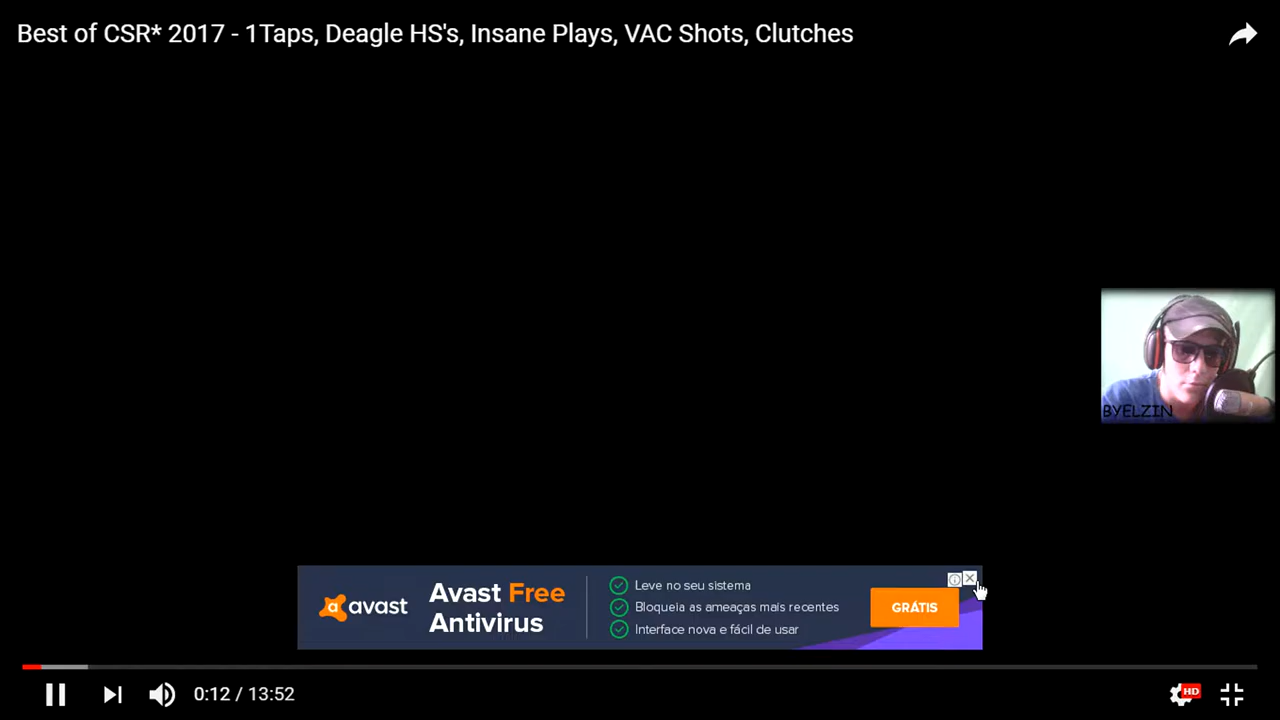 Best of CSR* 2017 - 1Taps, Deagle HS's, Insane Plays, VAC Shots, Clutches
BYELZIN
avast
Avast Free
Antivirus
Leve no seu sistema
Bloqueia as ameaças mais recentes
Interface nova e fácil de usar
GRÁTIS
0:12 / 13:52
HD